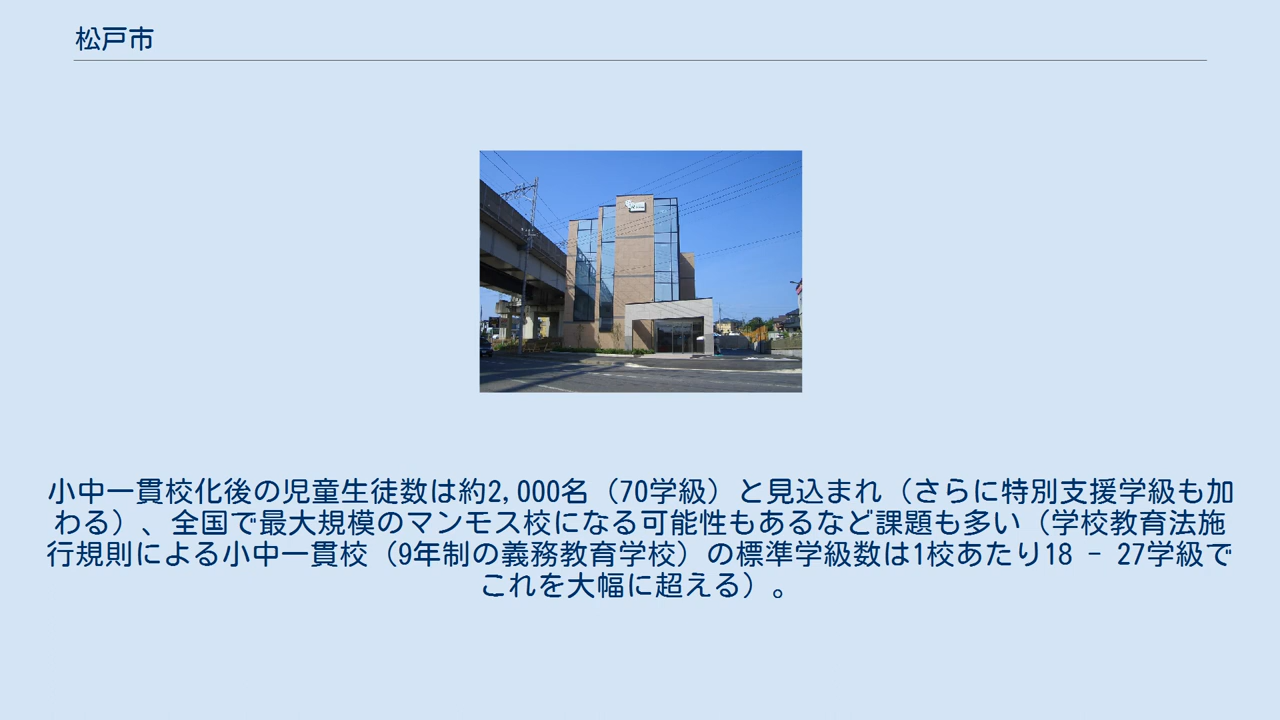 松戸市
小中一貫校化後の児童生徒数は約2,000名（70学級）と見込まれ（さらに特別支援学級も加
わる）、全国で最大規模のマンモス校になる可能性もあるなど課題も多い（学校教育法施
行規則による小中一貫校（9年制の義務教育学校）の標準学級数は1校あたり18 - 27学級で
これを大幅に超える）。